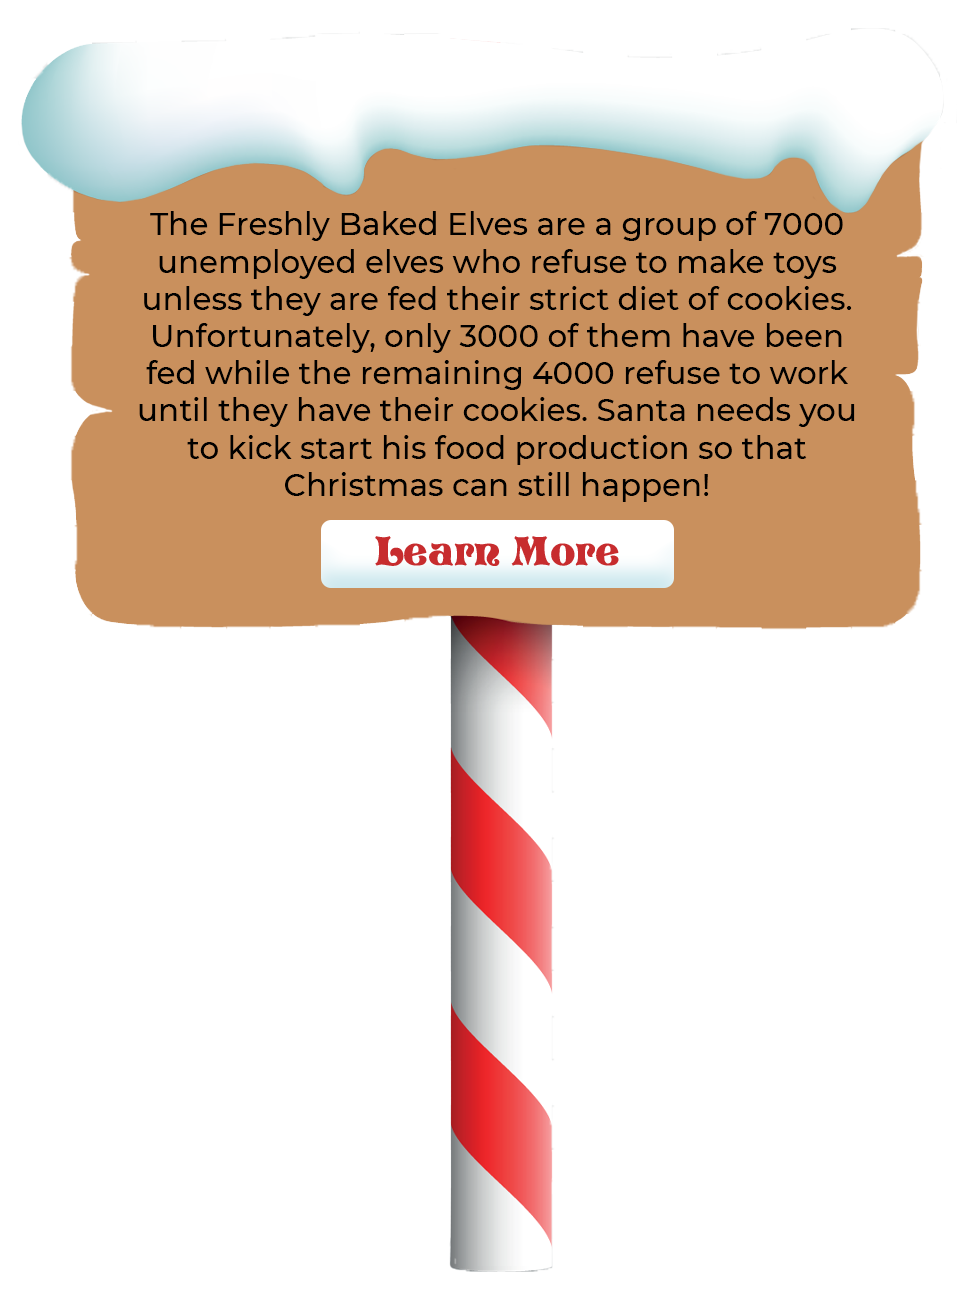 The Freshly Baked Elves are a group of 7000
unemployed elves who refuse to make toys
unless they are fed their strict diet of cookies.
Unfortunately, only 3000 of them have been
fed while the remaining 4000 refuse to work
until they have their cookies. Santa needs you
to kick start his food production so that
Christmas can still happen!
Learn More